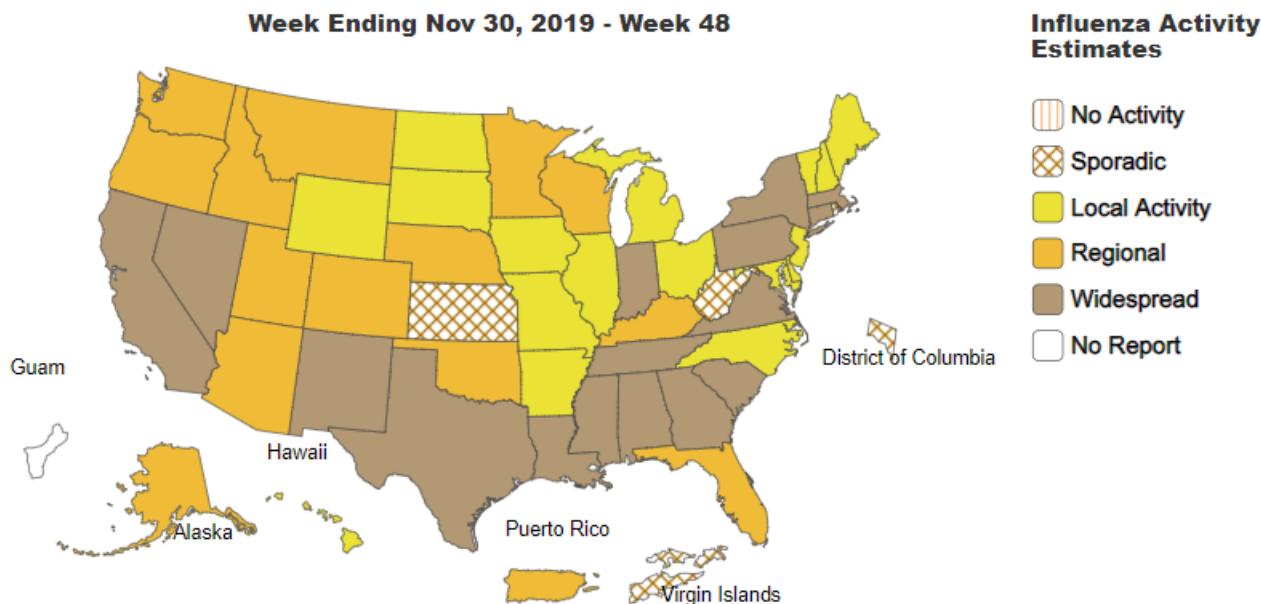 Week Ending Nov 30, 2019 - Week 48
Influenza Activity
Estimates
No Activity
Sporadic
Local Activity
Regional
Widespread
No Report
District of Columbia
Guam
Hawaii
Alaska
Puerto Rico
Virgin Islands